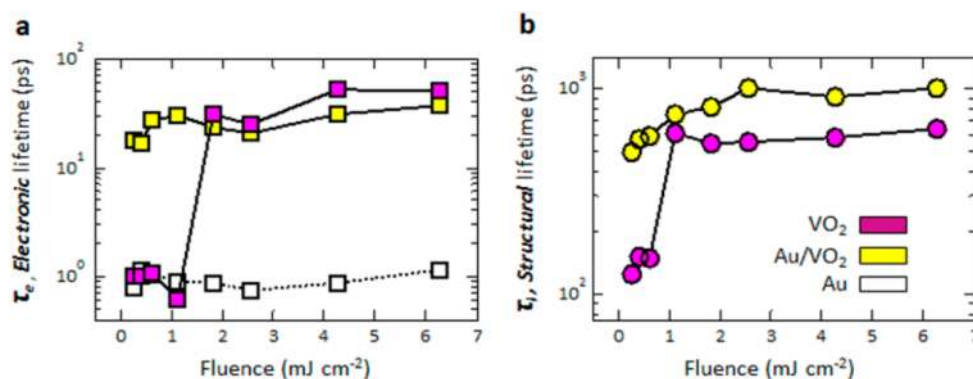 a
τe, Electronic lifetime (ps)
10²
10¹
10⁰
0 1 2 3 4 5 6 7
Fluence (mJ cm⁻²)
b
τi,, Structural lifetime (ps)
10³
10²
0 1 2 3 4 5 6 7
Fluence (mJ cm⁻²)
VO₂
Au/VO₂
Au